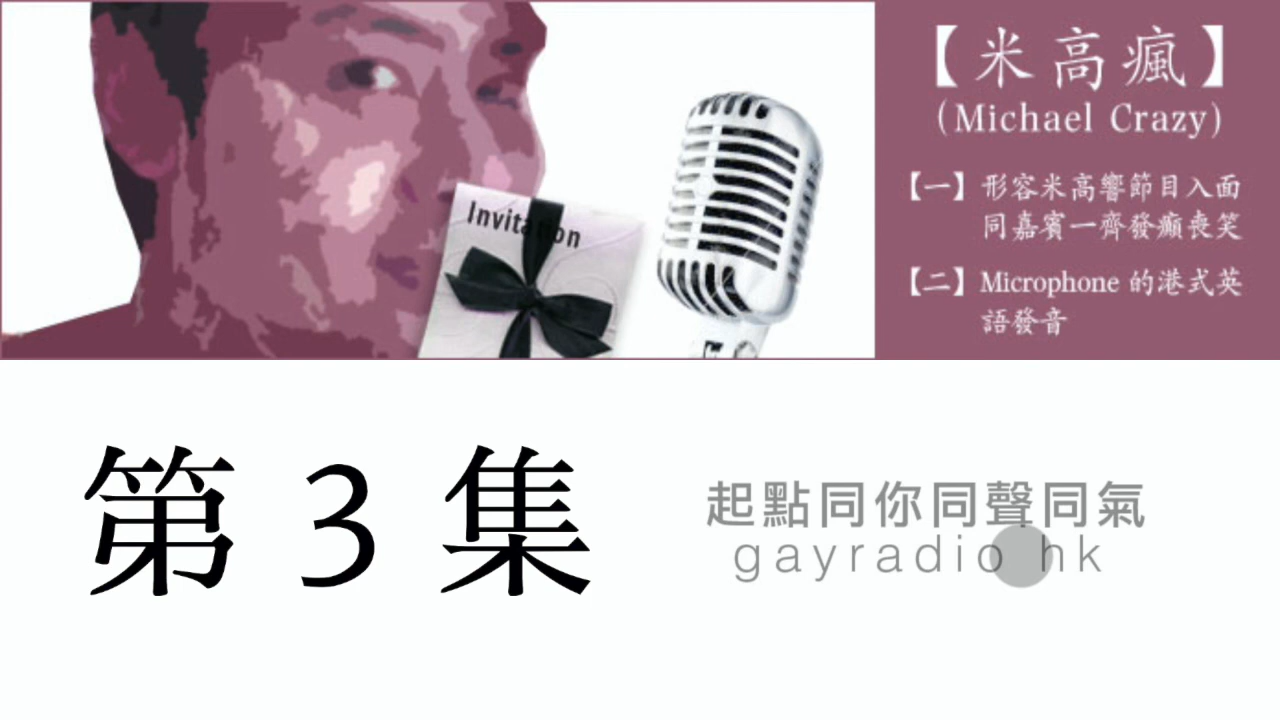 【米高瘋】
(Michael Crazy)
【一】形容米高響節目入面
同嘉賓一齊發癲喪笑
【二】Microphone 的港式英
語發音
Invitation
第3集
起點同你同聲同氣
gayradio hk